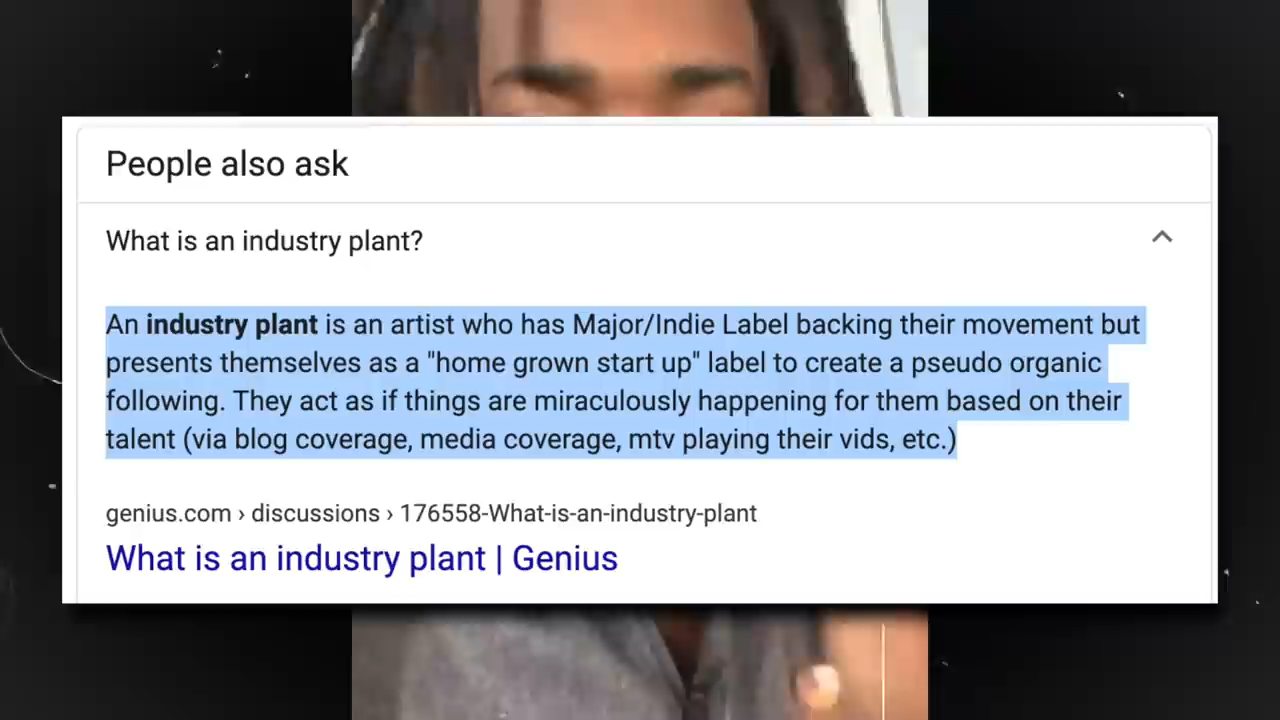 People also ask
What is an industry plant?
An industry plant is an artist who has Major/Indie Label backing their movement but
presents themselves as a "home grown start up" label to create a pseudo organic
following. They act as if things are miraculously happening for them based on their
talent (via blog coverage, media coverage, mtv playing their vids, etc.)
genius.com › discussions › 176558-What-is-an-industry-plant
What is an industry plant | Genius